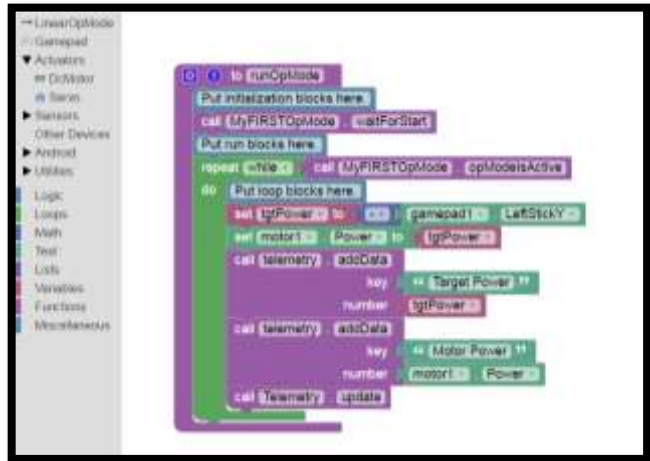 LinearOpMode
Gamepad
Actuators
DcMotor
Servo
Sensors
Other Devices
Android
Utilities
Logic
Loops
Math
Text
Lists
Variables
Functions
Miscellaneous
to runOpMode
Put initialization blocks here.
call MyFIRSTOpMode . waitForStart
Put run blocks here.
repeat while call MyFIRSTOpMode . opModeIsActive
do Put loop blocks here.
set tgtPower to - gamepad1 . LeftStickY
set motor1 . Power to tgtPower
call telemetry . addData
key “ Target Power ”
number tgtPower
call telemetry . addData
key “ Motor Power ”
number motor1 . Power
call Telemetry . update